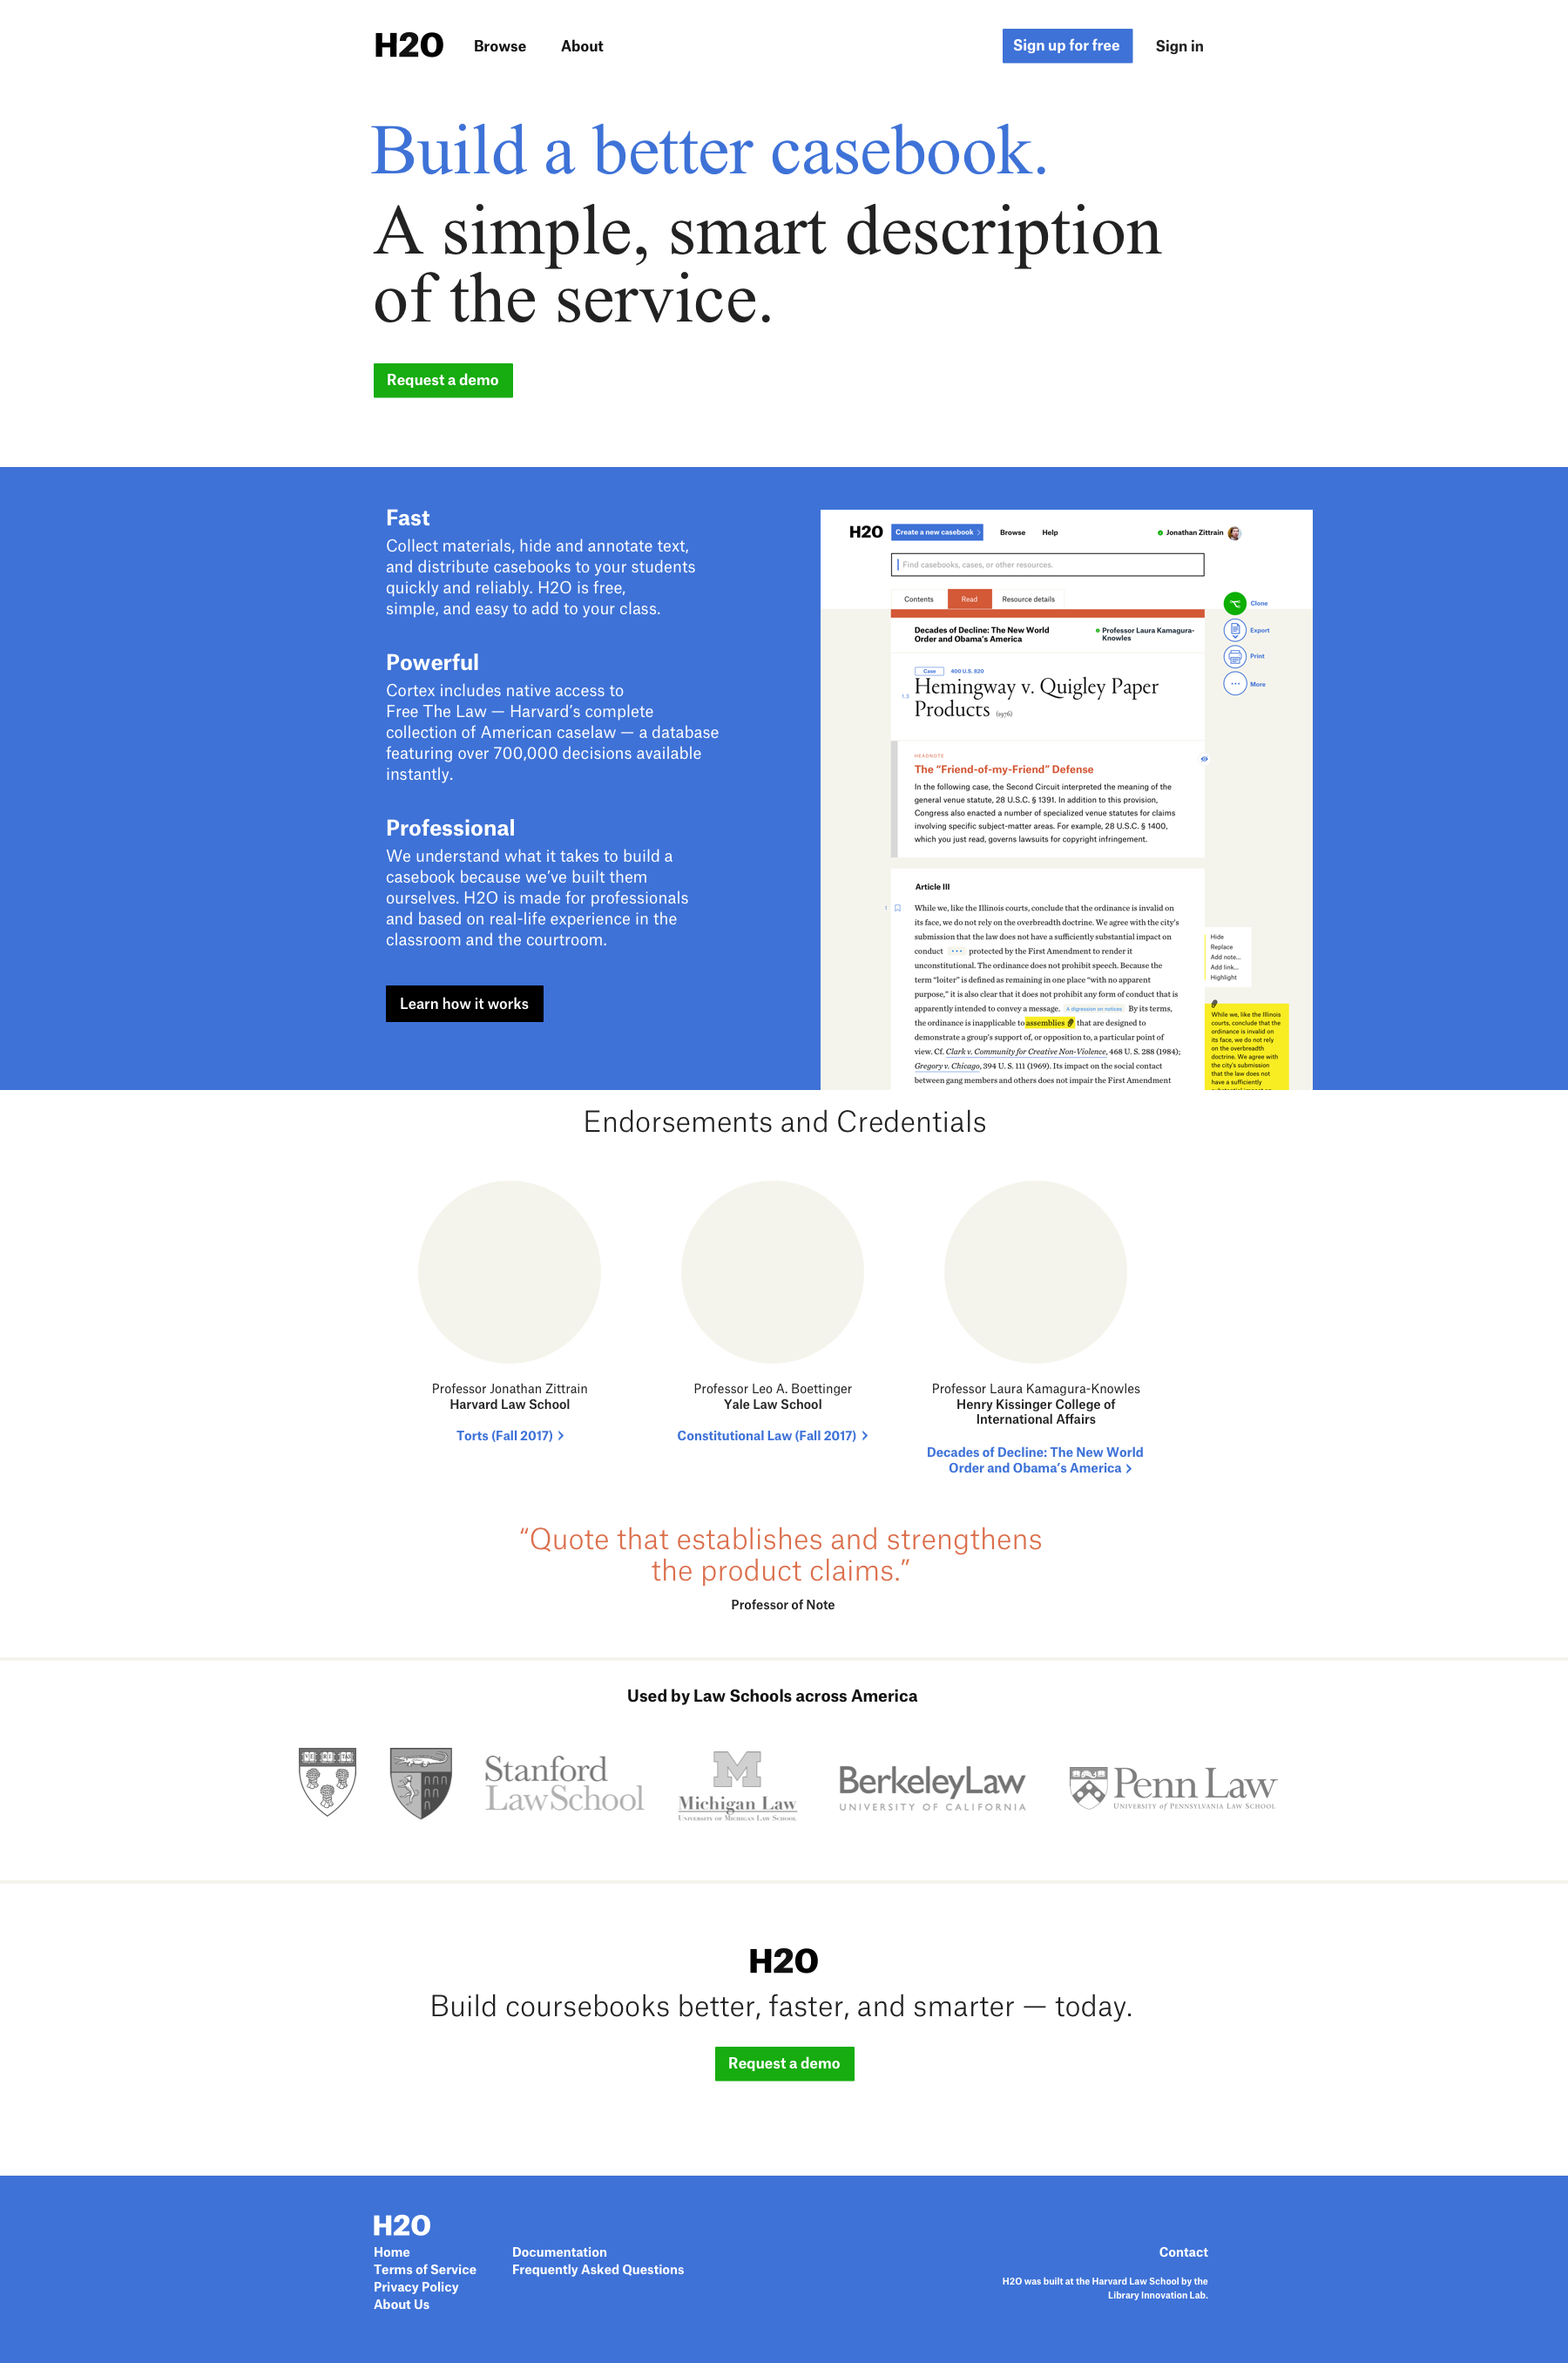 H2O
Browse
About
Sign up for free
Sign in
Build a better casebook.
A simple, smart description
of the service.
Request a demo
Fast
Collect materials, hide and annotate text,
and distribute casebooks to your students
quickly and reliably. H2O is free,
simple, and easy to add to your class.
Powerful
Cortex includes native access to
Free The Law — Harvard’s complete
collection of American caselaw — a database
featuring over 700,000 decisions available
instantly.
Professional
We understand what it takes to build a
casebook because we’ve built them
ourselves. H2O is made for professionals
and based on real-life experience in the
classroom and the courtroom.
Learn how it works
H2O
Create a new casebook
Browse
Help
Jonathan Zittrain
Find casebooks, cases, or other resources.
Contents
Read
Resource details
Clone
Export
Print
More
Decades of Decline: The New World
Order and Obama’s America
Professor Laura Kamagura-
Knowles
Case
400 U.S. 820
1.3
Hemingway v. Quigley Paper
Products (1976)
HEADNOTE
The “Friend-of-my-Friend” Defense
In the following case, the Second Circuit interpreted the meaning of the
general venue statute, 28 U.S.C. § 1391. In addition to this provision,
Congress also enacted a number of specialized venue statutes for claims
involving specific subject-matter areas. For example, 28 U.S.C. § 1400,
which you just read, governs lawsuits for copyright infringement.
Article III
1
While we, like the Illinois courts, conclude that the ordinance is invalid on
its face, we do not rely on the overbreadth doctrine. We agree with the city’s
submission that the law does not have a sufficiently substantial impact on
conduct ... protected by the First Amendment to render it
unconstitutional. The ordinance does not prohibit speech. Because the
term “loiter” is defined as remaining in one place “with no apparent
purpose,” it is also clear that it does not prohibit any form of conduct that is
apparently intended to convey a message. A digression on notices By its terms,
the ordinance is inapplicable to assemblies that are designed to
demonstrate a group’s support of, or opposition to, a particular point of
view. Cf. Clark v. Community for Creative Non-Violence, 468 U. S. 288 (1984);
Gregory v. Chicago, 394 U. S. 111 (1969). Its impact on the social contact
between gang members and others does not impair the First Amendment
Hide
Replace
Add note...
Add link...
Highlight
While we, like the Illinois
courts, conclude that the
ordinance is invalid on
its face, we do not rely
on the overbreadth
doctrine. We agree with
the city’s submission
that the law does not
have a sufficiently
Endorsements and Credentials
Professor Jonathan Zittrain
Harvard Law School
Torts (Fall 2017)
Professor Leo A. Boettinger
Yale Law School
Constitutional Law (Fall 2017)
Professor Laura Kamagura-Knowles
Henry Kissinger College of
International Affairs
Decades of Decline: The New World
Order and Obama’s America
“Quote that establishes and strengthens
the product claims.”
Professor of Note
Used by Law Schools across America
Stanford
Law School
M
Michigan Law
UNIVERSITY OF MICHIGAN LAW SCHOOL
BerkeleyLaw
UNIVERSITY OF CALIFORNIA
Penn Law
UNIVERSITY of PENNSYLVANIA LAW SCHOOL
H2O
Build coursebooks better, faster, and smarter — today.
Request a demo
H2O
Home
Terms of Service
Privacy Policy
About Us
Documentation
Frequently Asked Questions
Contact
H2O was built at the Harvard Law School by the
Library Innovation Lab.